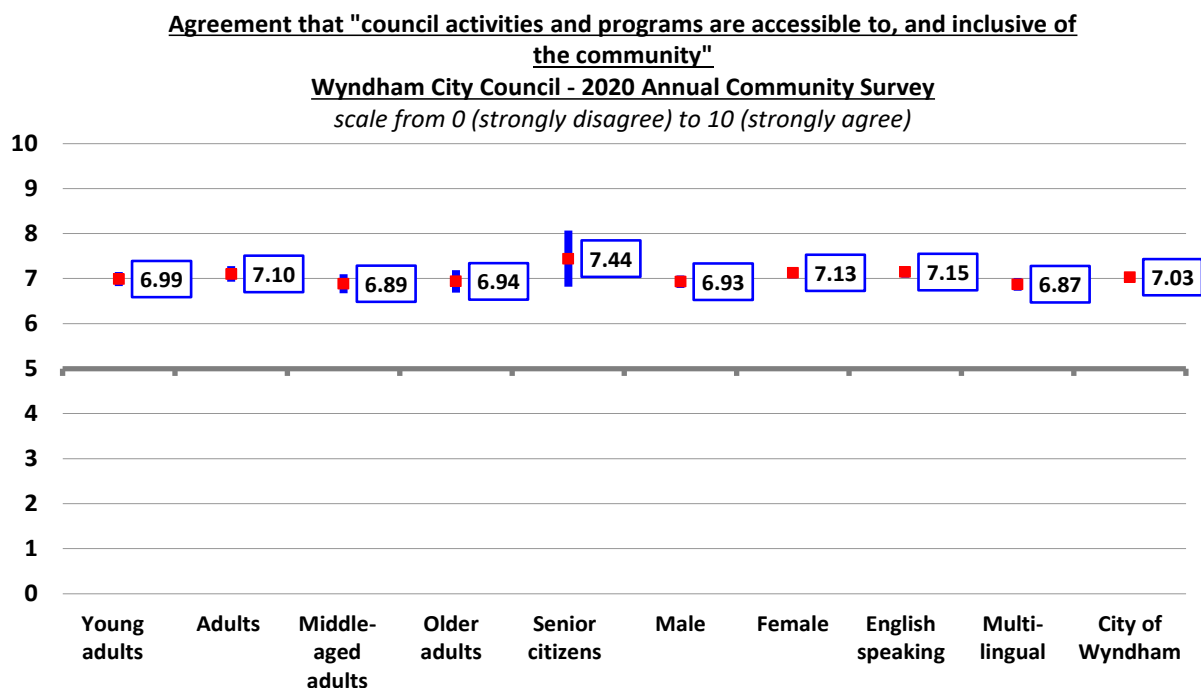 Agreement that "council activities and programs are accessible to, and inclusive of
the community"
Wyndham City Council - 2020 Annual Community Survey
scale from 0 (strongly disagree) to 10 (strongly agree)
10
9
8
7
6
5
4
3
2
1
0
6.99
7.10
6.89
6.94
7.44
6.93
7.13
7.15
6.87
7.03
Young
adults
Adults
Middle-
aged
adults
Older
adults
Senior
citizens
Male
Female
English
speaking
Multi-
lingual
City of
Wyndham